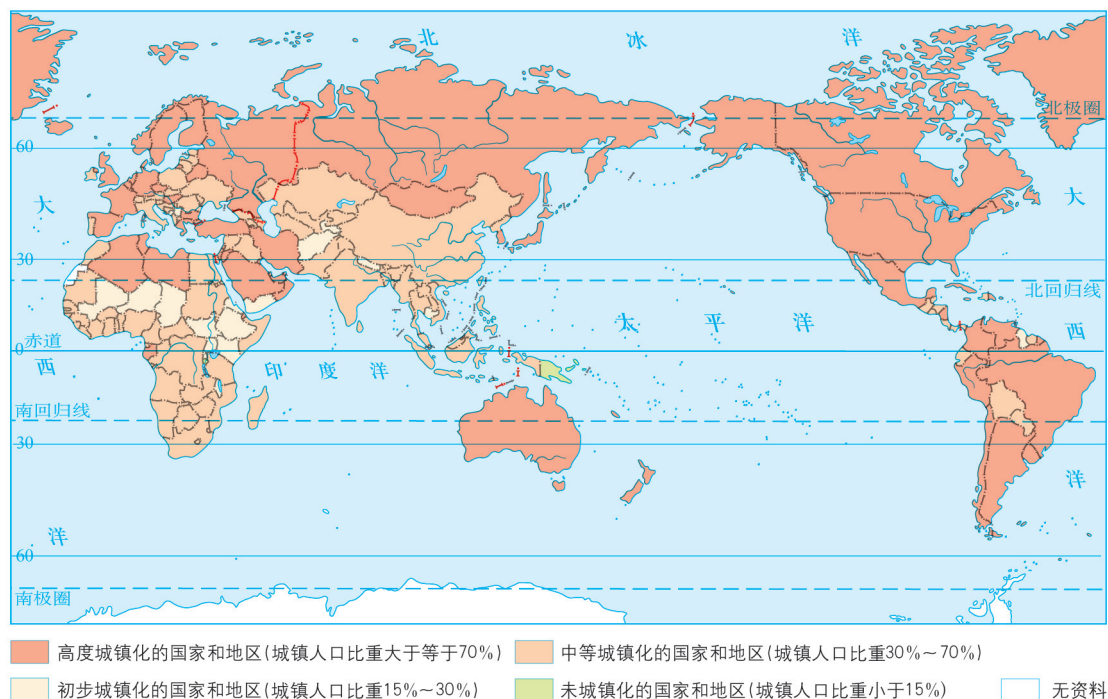 北 冰 洋
北极圈
60
大
大
30
北回归线
太 平 洋
赤道
0
西
西
印 度 洋
南回归线
30
洋
洋
60
南极圈
高度城镇化的国家和地区(城镇人口比重大于等于70%)
中等城镇化的国家和地区(城镇人口比重30%～70%)
初步城镇化的国家和地区(城镇人口比重15%～30%)
未城镇化的国家和地区(城镇人口比重小于15%)
无资料